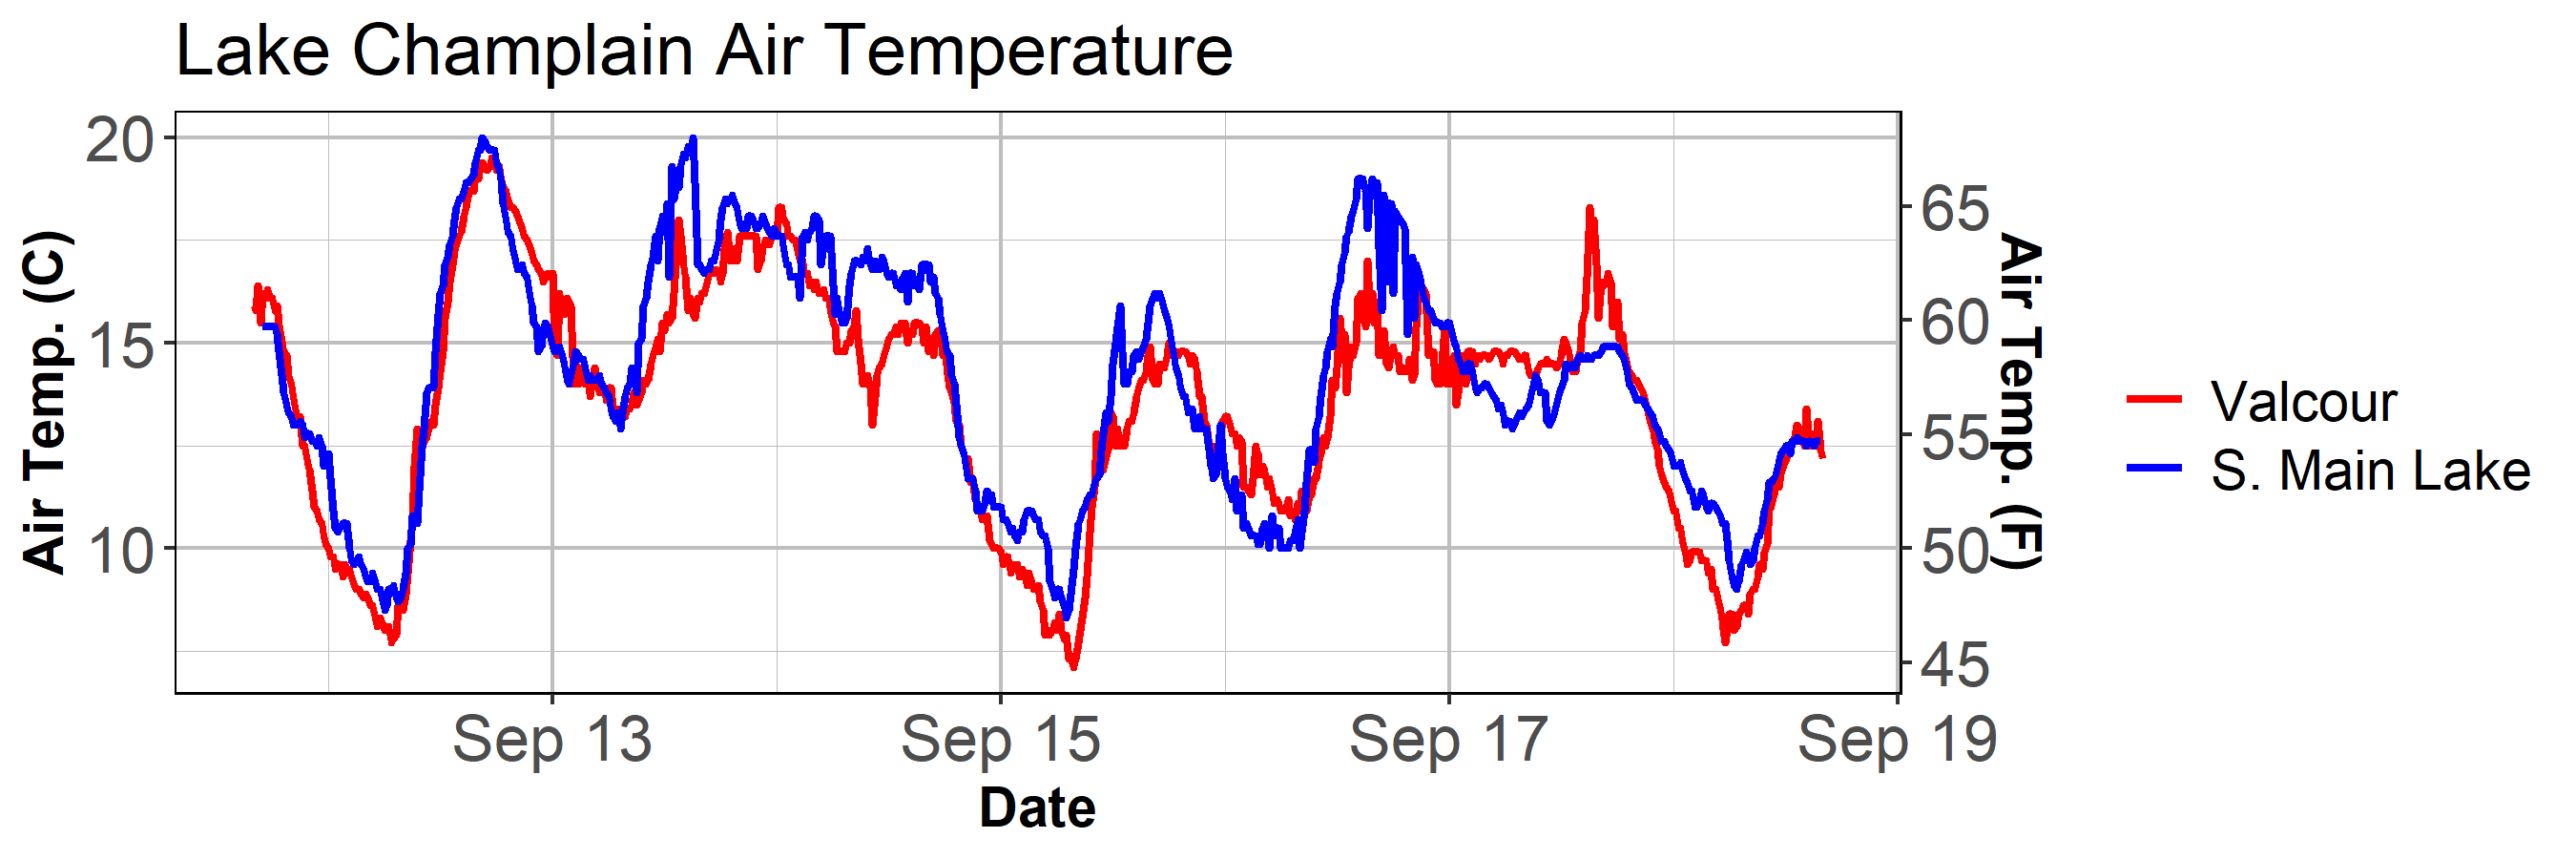 Lake Champlain Air Temperature
Air Temp. (C)
20
15
10
65
60
55
50
45
Air Temp. (F)
Sep 13
Sep 15
Sep 17
Sep 19
Date
Valcour
S. Main Lake